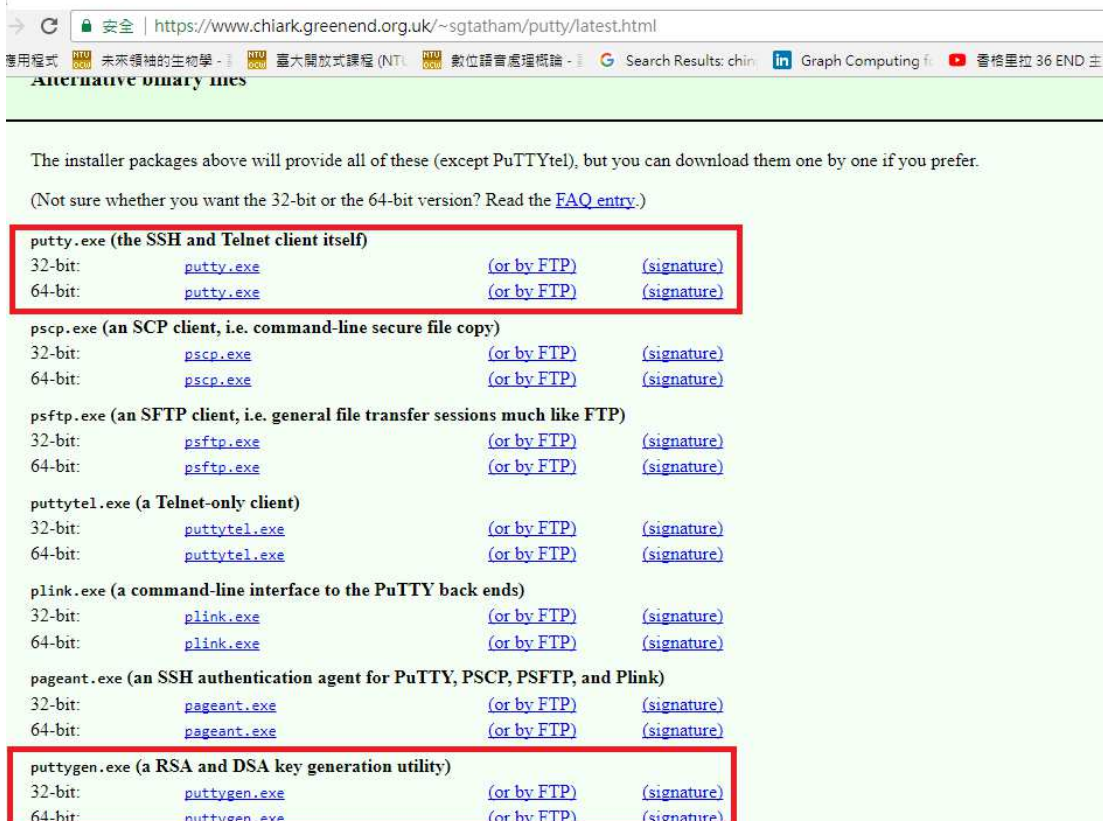 安全 | https://www.chiark.greenend.org.uk/~sgtatham/putty/latest.html
應用程式 未來領袖的生物學 - 臺大開放式課程 (NTU 數位語音處理概論 - Search Results: chin Graph Computing f 香格里拉 36 END 主
Alternative binary files
The installer packages above will provide all of these (except PuTTYtel), but you can download them one by one if you prefer.
(Not sure whether you want the 32-bit or the 64-bit version? Read the FAQ entry.)
putty.exe (the SSH and Telnet client itself)
32-bit: putty.exe (or by FTP) (signature)
64-bit: putty.exe (or by FTP) (signature)
pscp.exe (an SCP client, i.e. command-line secure file copy)
32-bit: pscp.exe (or by FTP) (signature)
64-bit: pscp.exe (or by FTP) (signature)
psftp.exe (an SFTP client, i.e. general file transfer sessions much like FTP)
32-bit: psftp.exe (or by FTP) (signature)
64-bit: psftp.exe (or by FTP) (signature)
puttytel.exe (a Telnet-only client)
32-bit: puttytel.exe (or by FTP) (signature)
64-bit: puttytel.exe (or by FTP) (signature)
plink.exe (a command-line interface to the PuTTY back ends)
32-bit: plink.exe (or by FTP) (signature)
64-bit: plink.exe (or by FTP) (signature)
pageant.exe (an SSH authentication agent for PuTTY, PSCP, PSFTP, and Plink)
32-bit: pageant.exe (or by FTP) (signature)
64-bit: pageant.exe (or by FTP) (signature)
puttygen.exe (a RSA and DSA key generation utility)
32-bit: puttygen.exe (or by FTP) (signature)
64-bit: puttygen.exe (or by FTP) (signature)